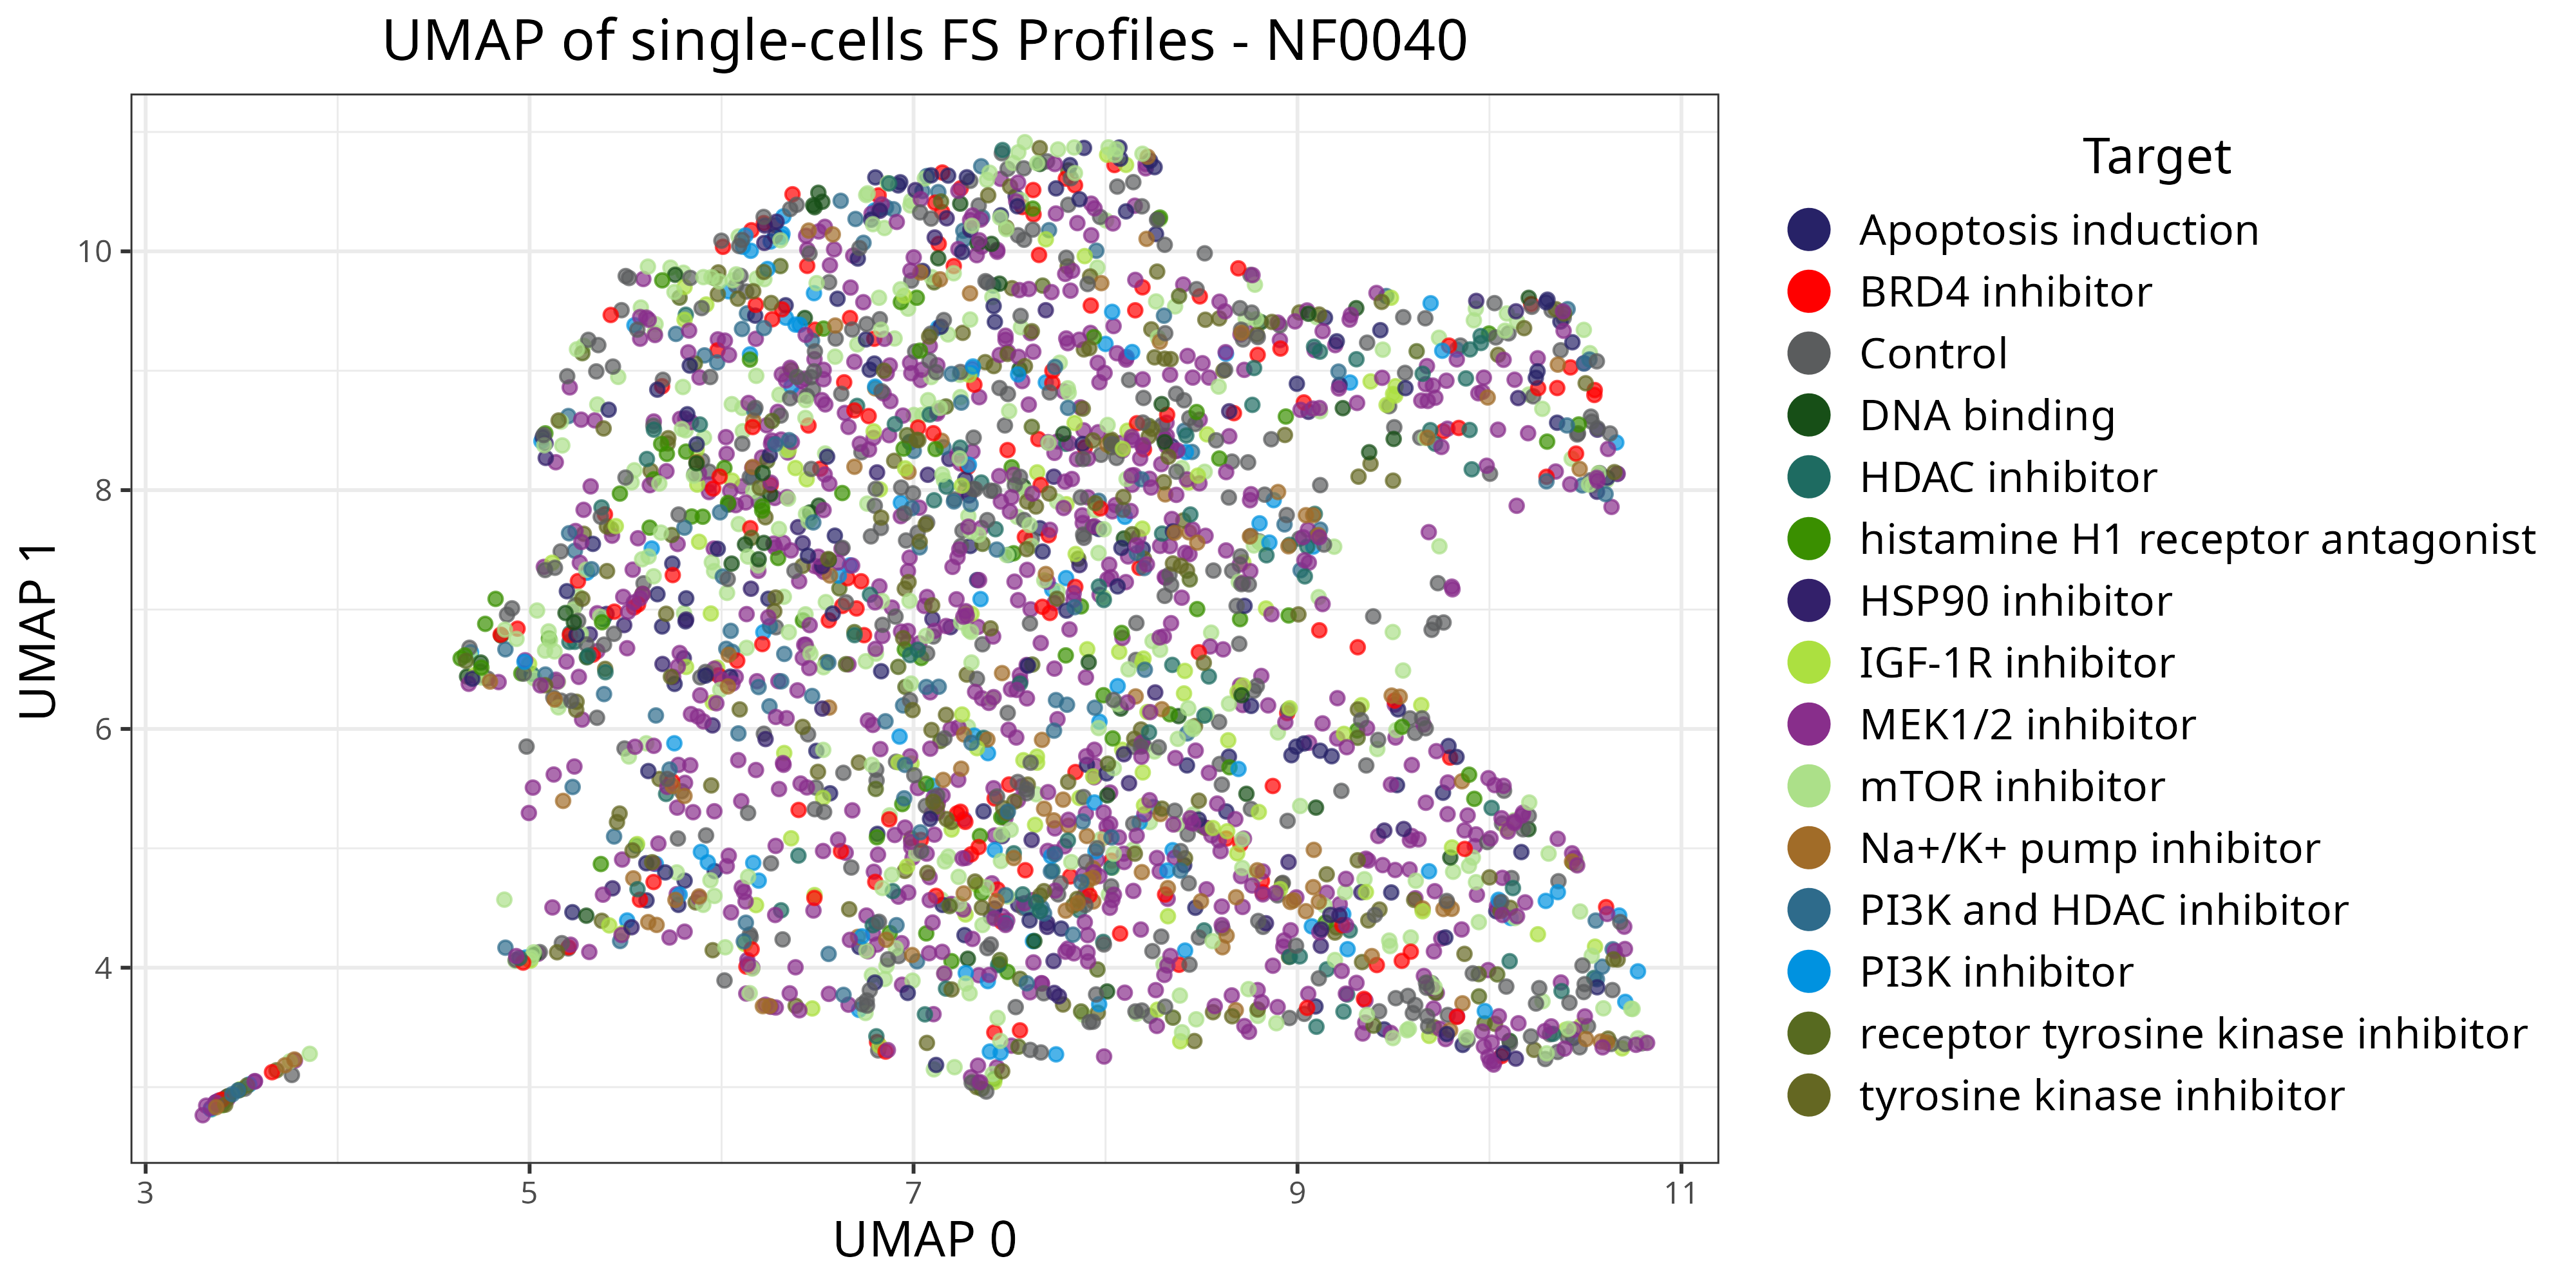 UMAP of single-cells FS Profiles - NF0040
UMAP 1
10
8
6
4
3
5
7
9
11
UMAP 0
Target
Apoptosis induction
BRD4 inhibitor
Control
DNA binding
HDAC inhibitor
histamine H1 receptor antagonist
HSP90 inhibitor
IGF-1R inhibitor
MEK1/2 inhibitor
mTOR inhibitor
Na+/K+ pump inhibitor
PI3K and HDAC inhibitor
PI3K inhibitor
receptor tyrosine kinase inhibitor
tyrosine kinase inhibitor